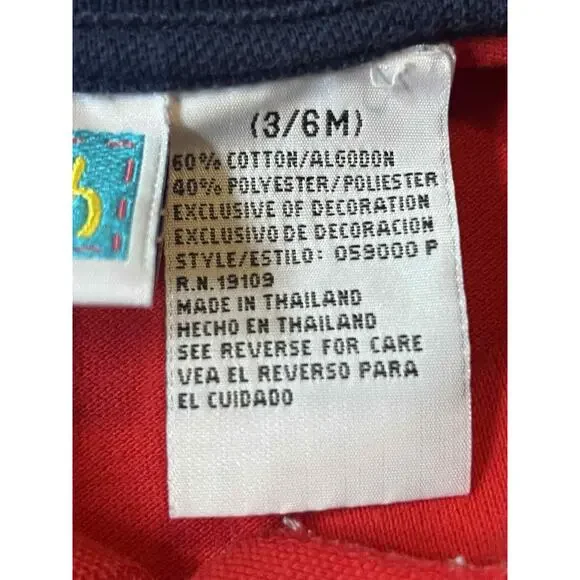 (3/6M)
60% COTTON/ALGODON
40% POLYESTER/POLIESTER
EXCLUSIVE OF DECORATION
EXCLUSIVO DE DECORACION
STYLE/ESTILO: 059000 P
R.N. 19109
MADE IN THAILAND
HECHO EN THAILAND
SEE REVERSE FOR CARE
VEA EL REVERSO PARA
EL CUIDADO